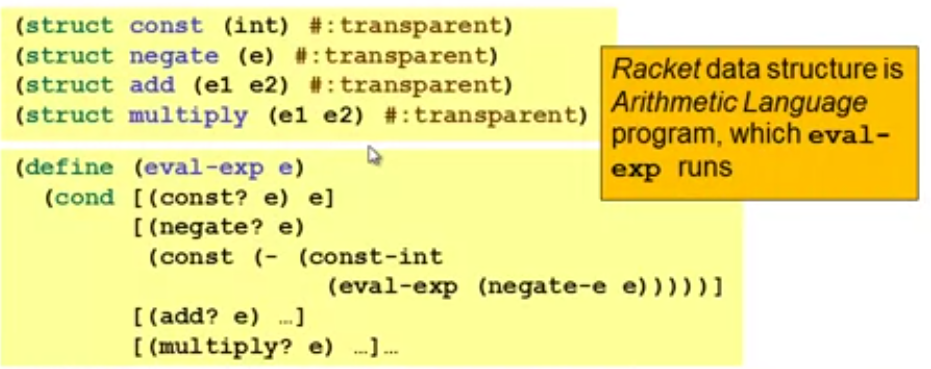 (struct const (int) #:transparent)
(struct negate (e) #:transparent)
(struct add (e1 e2) #:transparent)
(struct multiply (e1 e2) #:transparent)
Racket data structure is
Arithmetic Language
program, which eval-
exp runs
(define (eval-exp e)
  (cond [(const? e) e]
        [(negate? e)
         (const (- (const-int
                    (eval-exp (negate-e e)))))]
        [(add? e) …]
        [(multiply? e) …]…